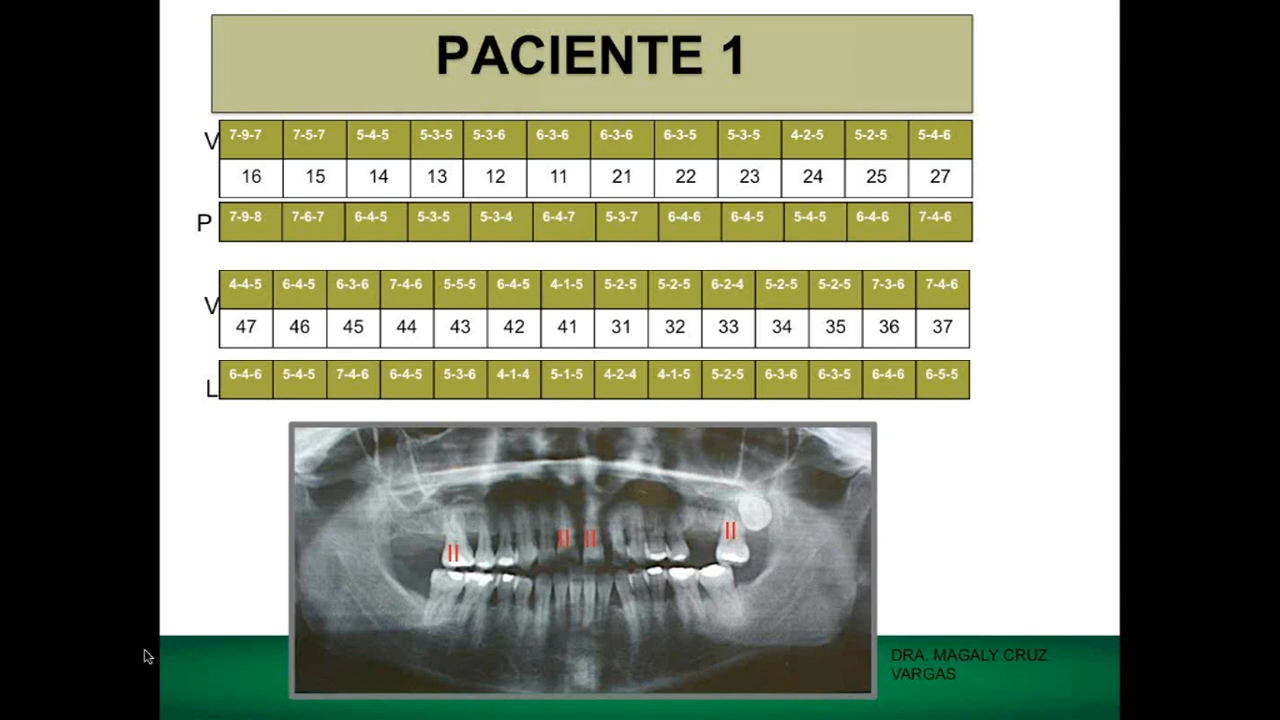 PACIENTE 1
V 7-9-7 7-5-7 5-4-5 5-3-5 5-3-6 6-3-6 6-3-6 6-3-5 5-3-5 4-2-5 5-2-5 5-4-6
16 15 14 13 12 11 21 22 23 24 25 27
P 7-9-8 7-6-7 6-4-5 5-3-5 5-3-4 6-4-7 5-3-7 6-4-6 6-4-5 5-4-5 6-4-6 7-4-6
V 4-4-5 6-4-5 6-3-6 7-4-6 5-5-5 6-4-5 4-1-5 5-2-5 5-2-5 6-2-4 5-2-5 5-2-5 7-3-6 7-4-6
47 46 45 44 43 42 41 31 32 33 34 35 36 37
L 6-4-6 5-4-5 7-4-6 6-4-5 5-3-6 4-1-4 5-1-5 4-2-4 4-1-5 5-2-5 6-3-6 6-3-5 6-4-6 6-5-5
II II II
II
DRA. MAGALY CRUZ
VARGAS